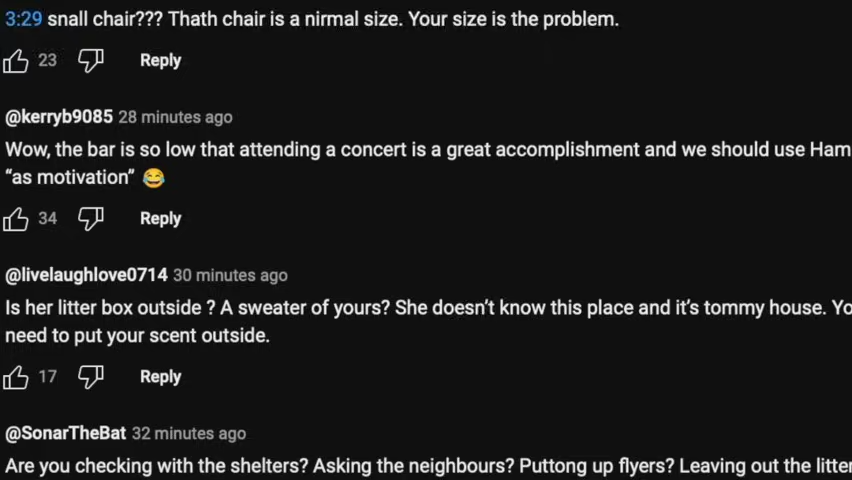 3:29 snall chair??? Thath chair is a nirmal size. Your size is the problem.
23 Reply
@kerryb9085 28 minutes ago
Wow, the bar is so low that attending a concert is a great accomplishment and we should use Ham
“as motivation” 😂
34 Reply
@livelaughlove0714 30 minutes ago
Is her litter box outside ? A sweater of yours? She doesn’t know this place and it’s tommy house. Yo
need to put your scent outside.
17 Reply
@SonarTheBat 32 minutes ago
Are you checking with the shelters? Asking the neighbours? Puttong up flyers? Leaving out the litter